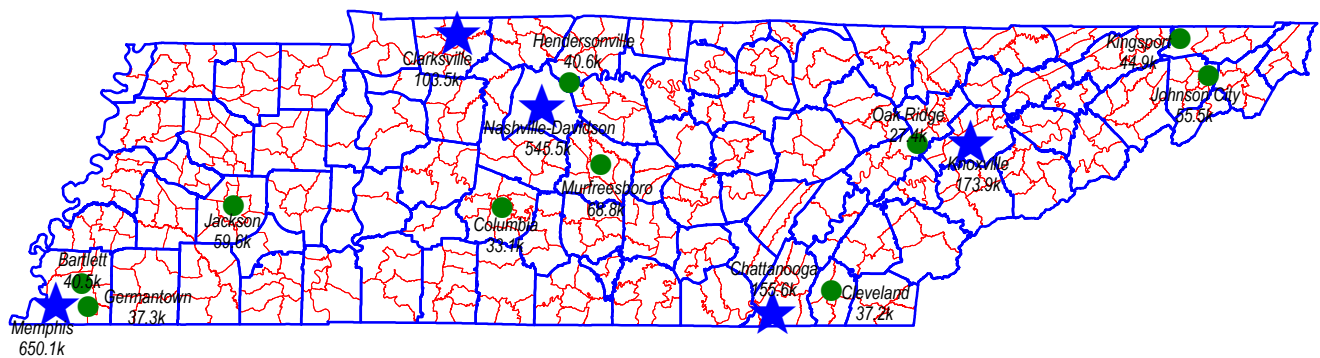 Hendersonville
40.6k
Kingsport
44.9k
Clarksville
103.5k
Johnson City
55.5k
Oak Ridge
27.4k
Nashville-Davidson
545.5k
Knoxville
173.9k
Murfreesboro
68.8k
Jackson
59.6k
Columbia
33.1k
Bartlett
40.5k
Chattanooga
155.6k
Germantown
37.3k
Cleveland
37.2k
Memphis
650.1k